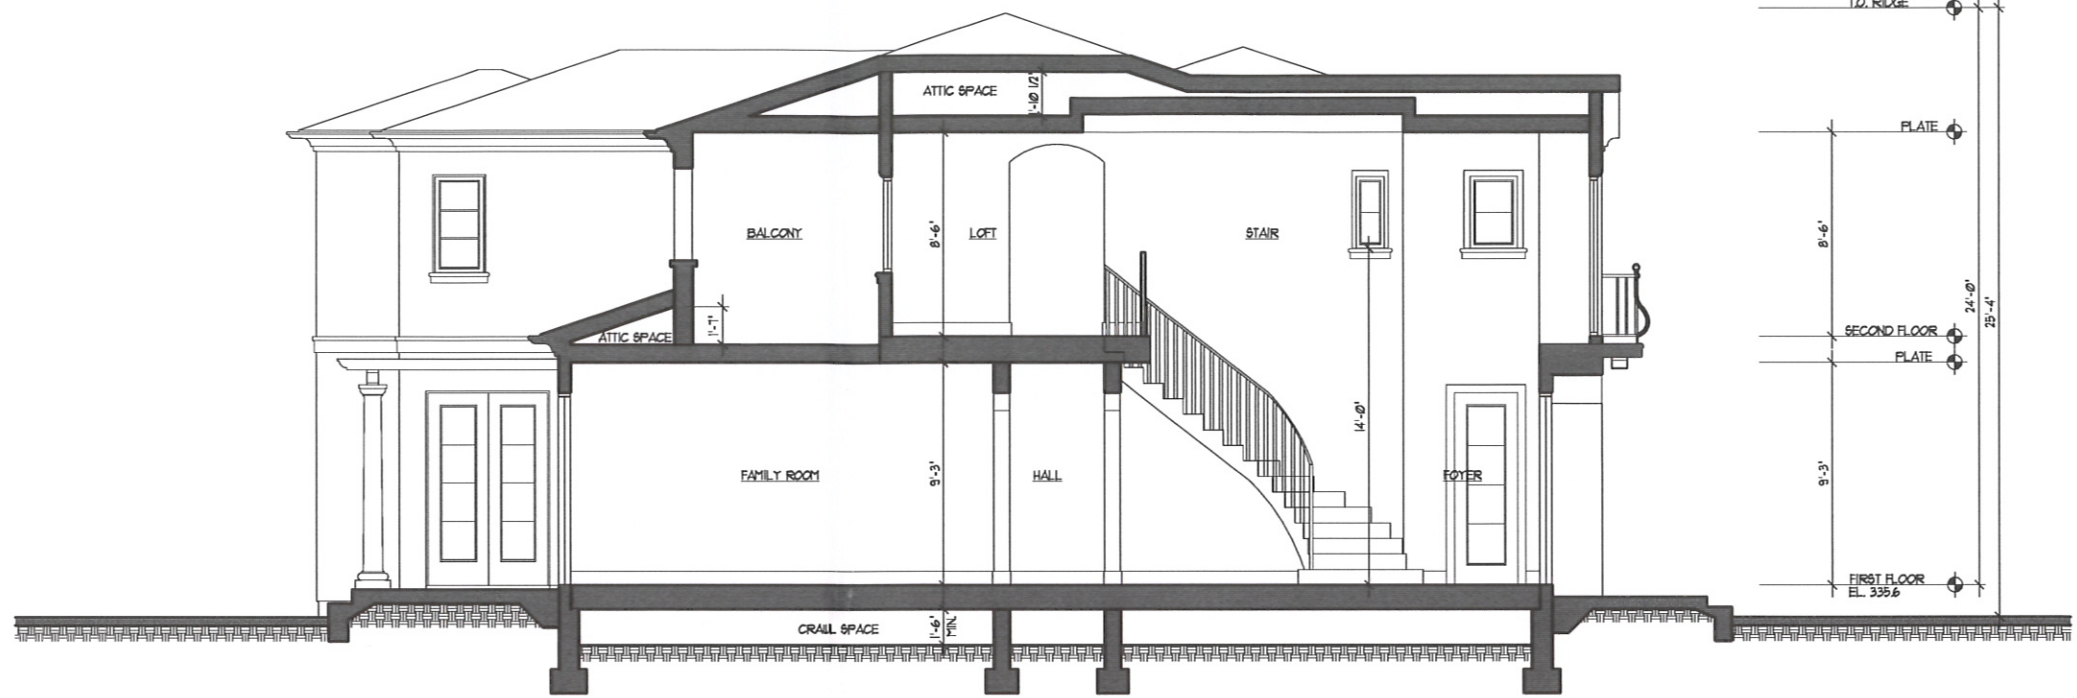 T.O. RIDGE
ATTIC SPACE
1'-10 1/2"
PLATE
BALCONY
8'-6"
LOFT
STAIR
8'-6"
24'-0"
25'-4"
1'-7"
ATTIC SPACE
SECOND FLOOR
PLATE
14'-0"
FAMILY ROOM
9'-3"
HALL
FOYER
9'-3"
FIRST FLOOR
EL. 335.6
CRAWL SPACE
1'-6"
MIN.